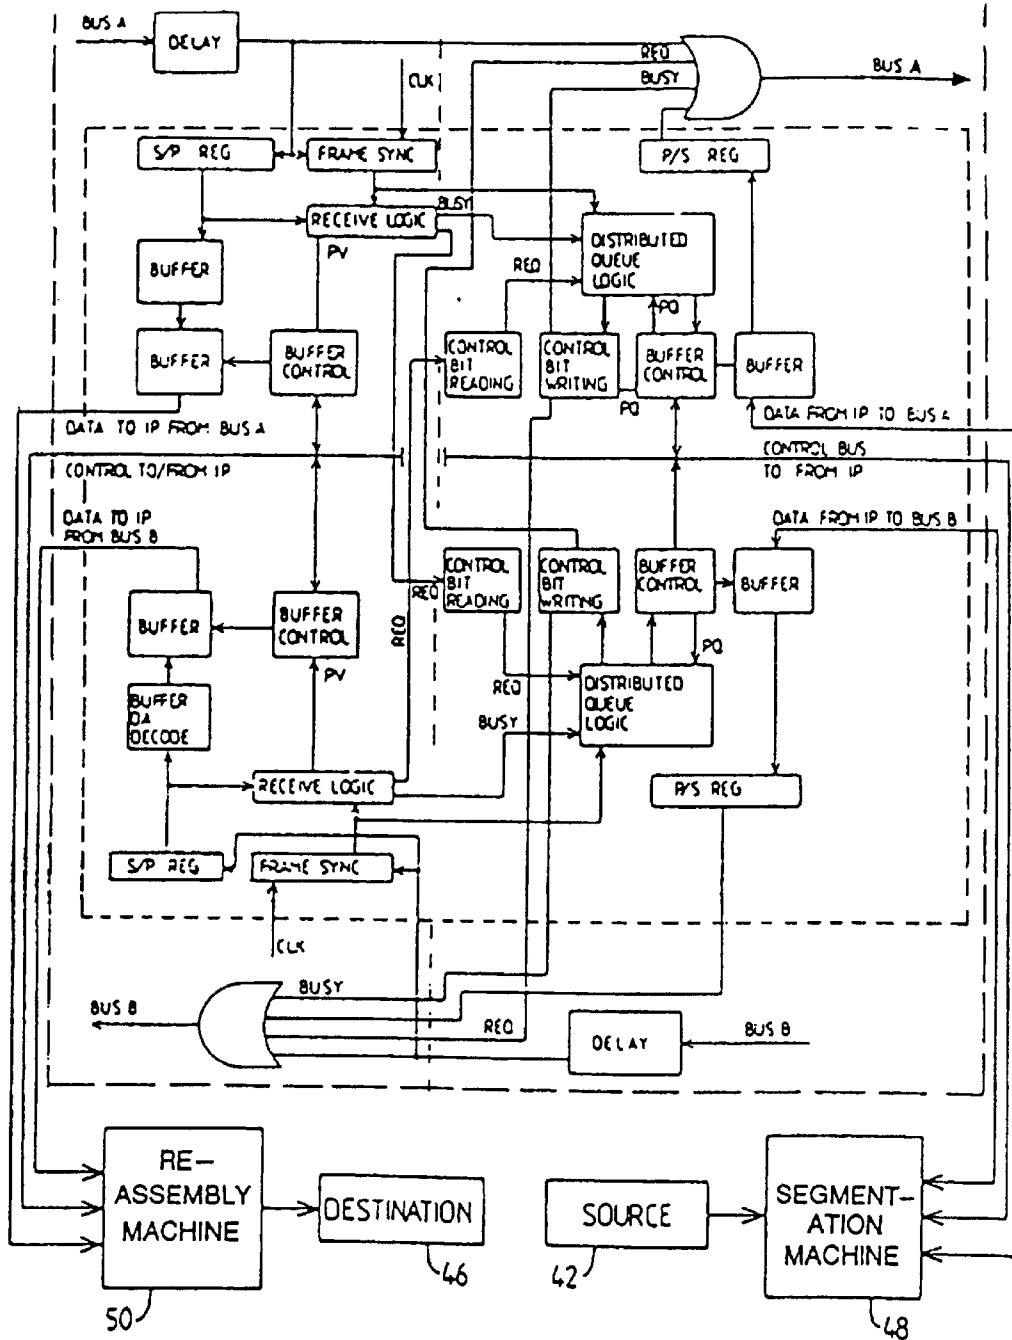 BUS A
DELAY
REQ
BUSY
BUS A
CLK
S/P REG
FRAME SYNC
P/S REG
BUSY
RECEIVE LOGIC
PV
DISTRIBUTED
QUEUE
LOGIC
REQ
BUFFER
PQ
BUFFER
BUFFER
CONTROL
CONTROL
BIT
READING
CONTROL
BIT
WRITING
BUFFER
CONTROL
BUFFER
PQ
DATA TO IP FROM BUS A
DATA FROM IP TO BUS A
CONTROL TO/FROM IP
CONTROL BUS
TO FROM IP
DATA TO IP
FROM BUS B
DATA FROM IP TO BUS B
CONTROL
BIT
READING
CONTROL
BIT
WRITING
BUFFER
CONTROL
BUFFER
REQ
REQ
BUFFER
BUFFER
CONTROL
PV
PQ
REQ
DISTRIBUTED
QUEUE
LOGIC
BUFFER
DA
DECODE
BUSY
RECEIVE LOGIC
P/S REG
S/P REG
FRAME SYNC
CLK
BUSY
BUS B
REQ
DELAY
BUS B
RE-
ASSEMBLY
MACHINE
DESTINATION
SOURCE
SEGMENT-
ATION
MACHINE
50
46
42
48